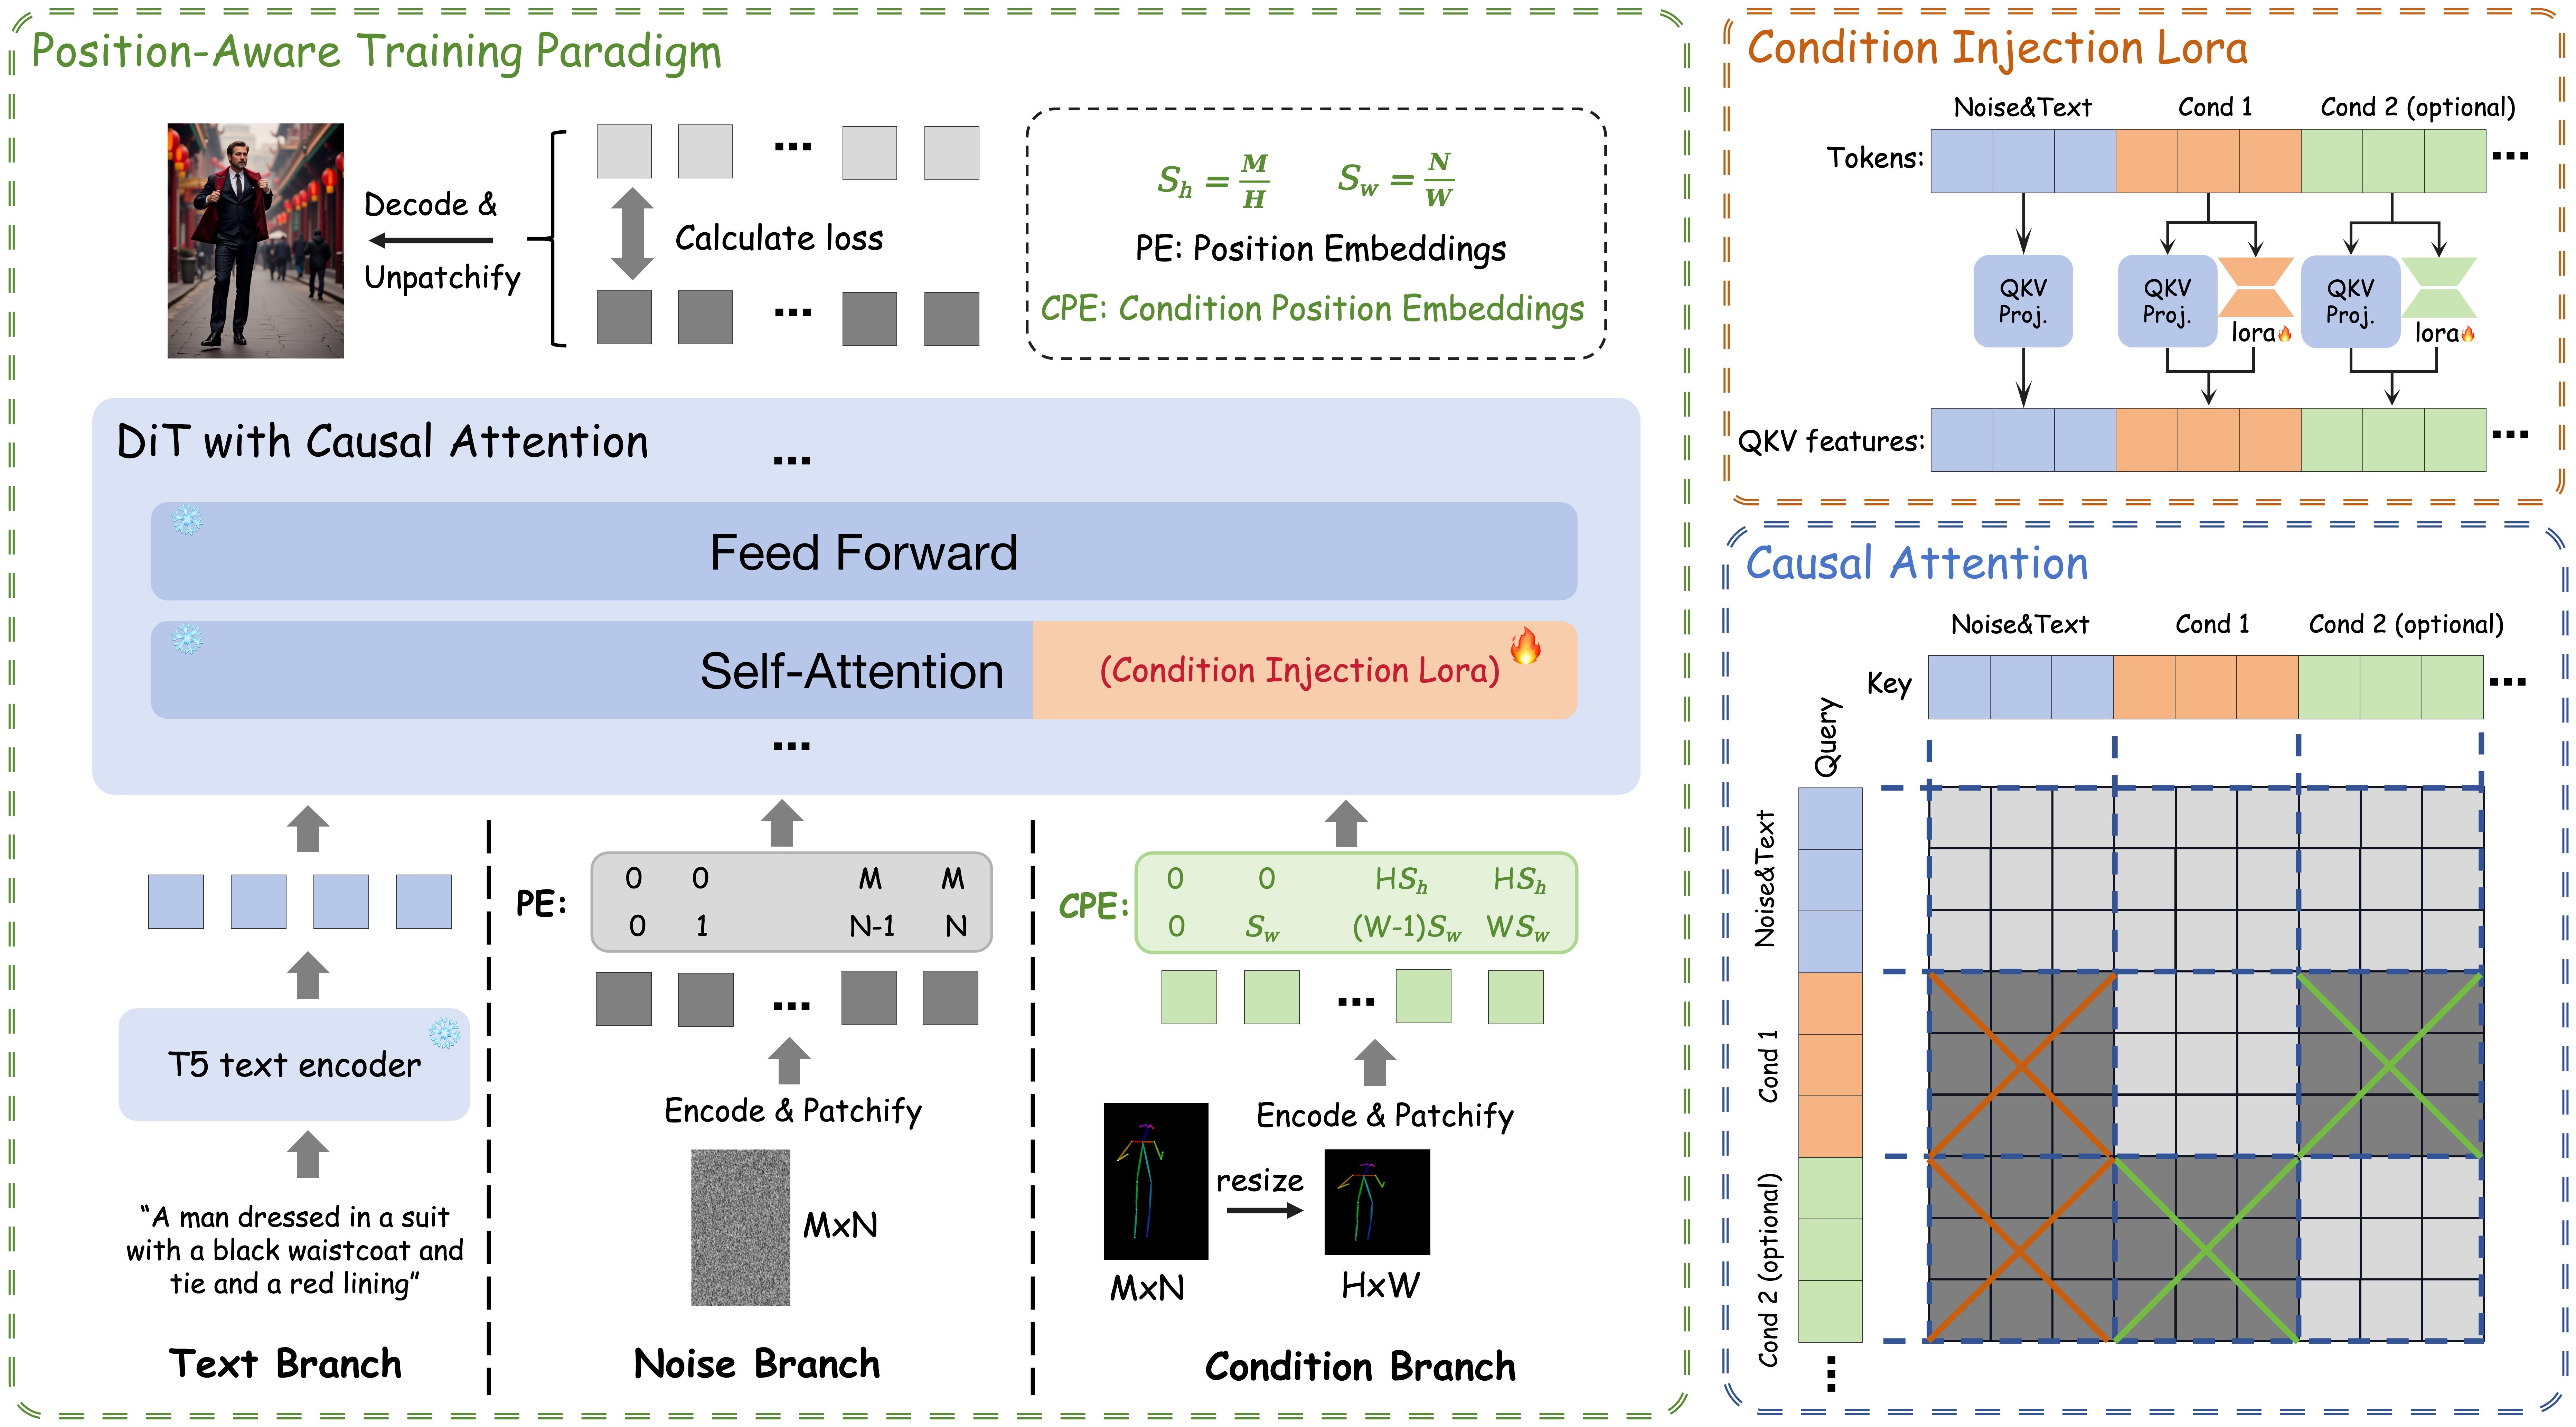 Position-Aware Training Paradigm
Decode &
Unpatchify
...
Calculate loss
...
S_h = M/H S_w = N/W
PE: Position Embeddings
CPE: Condition Position Embeddings
DiT with Causal Attention
...
Feed Forward
Self-Attention
(Condition Injection Lora)
...
T5 text encoder
“A man dressed in a suit
with a black waistcoat and
tie and a red lining”
Text Branch
PE:
0 0 M M
0 1 N-1 N
...
Encode & Patchify
MxN
Noise Branch
CPE:
0 0 HS_h HS_h
0 S_w (W-1)S_w WS_w
...
Encode & Patchify
resize
MxN
HxW
Condition Branch
Condition Injection Lora
Noise&Text Cond 1 Cond 2 (optional)
Tokens: ...
QKV
Proj.
QKV
Proj.
lora
QKV
Proj.
lora
QKV features: ...
Causal Attention
Noise&Text Cond 1 Cond 2 (optional)
Key ...
Query
Noise&Text
Cond 1
Cond 2 (optional)
...